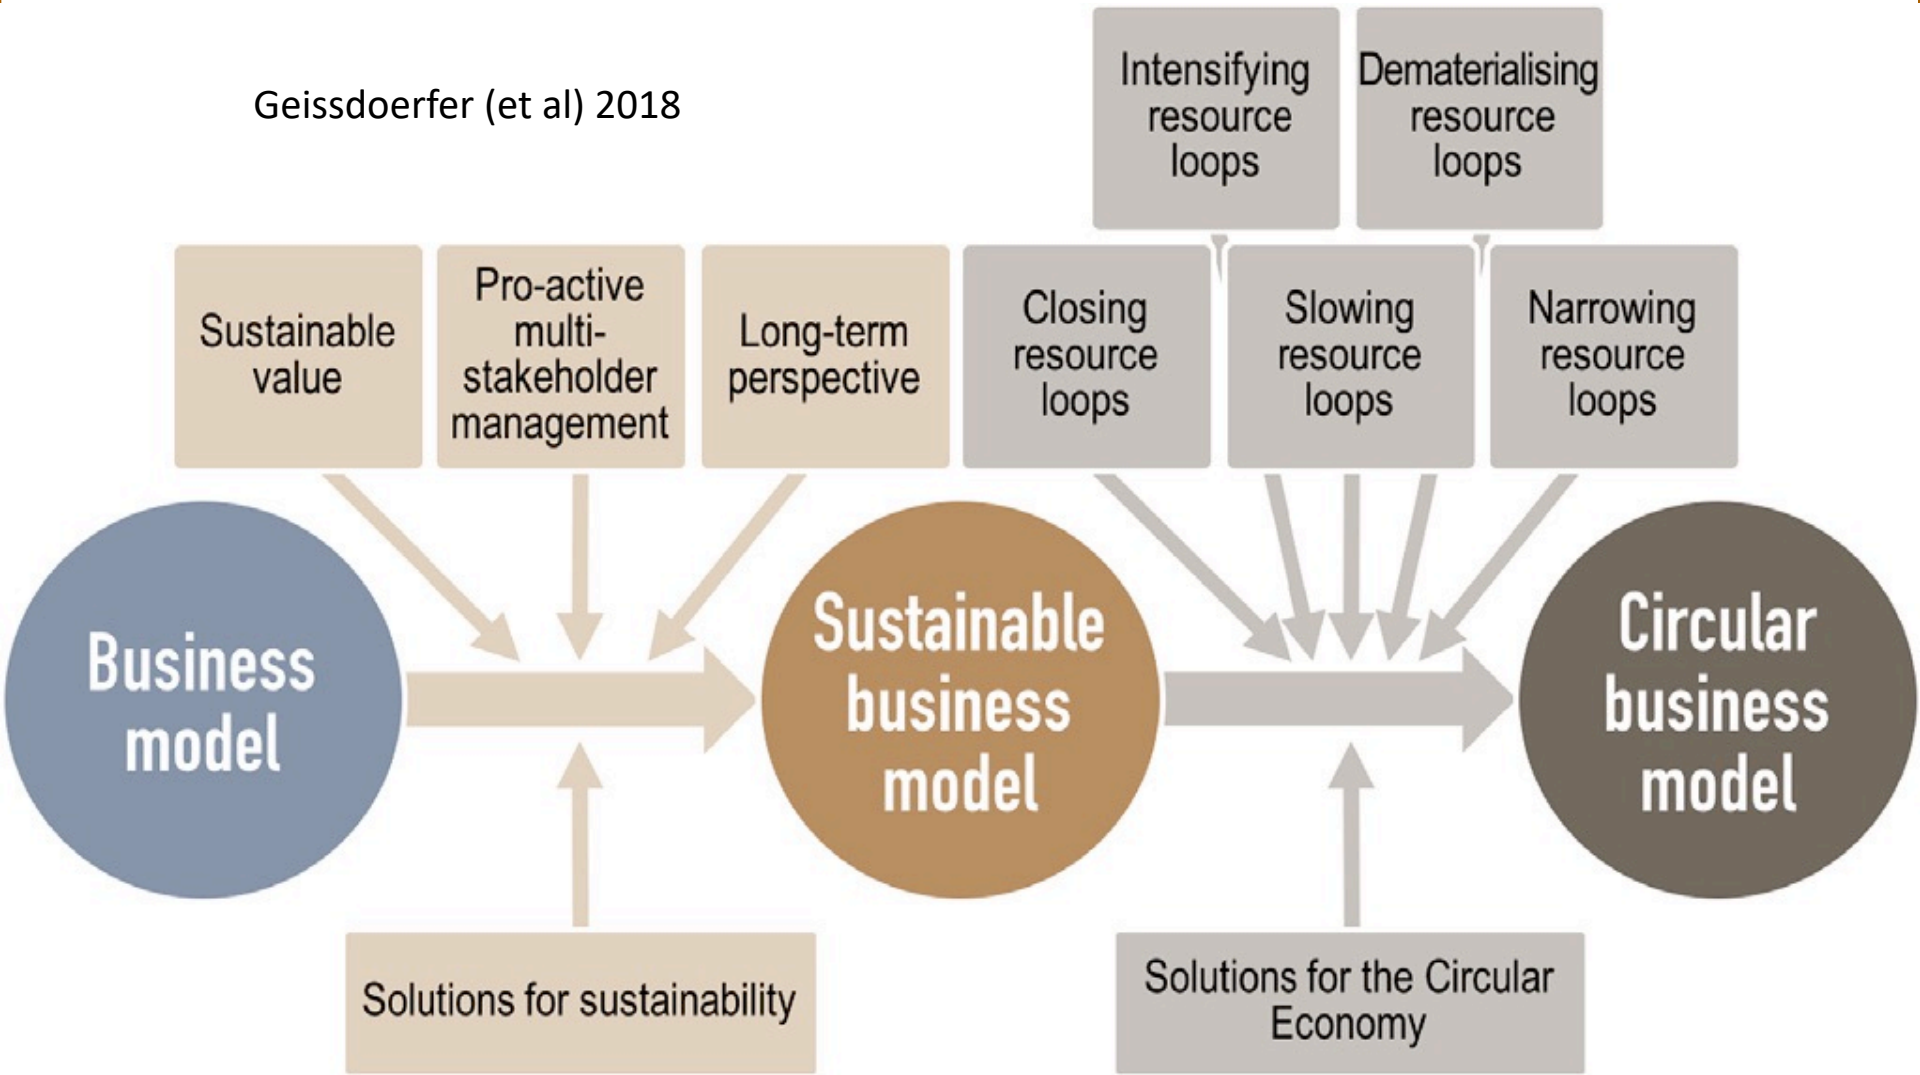 Geissdoerfer (et al) 2018
Intensifying
resource
loops
Dematerialising
resource
loops
Sustainable
value
Pro-active
multi-
stakeholder
management
Long-term
perspective
Closing
resource
loops
Slowing
resource
loops
Narrowing
resource
loops
Business
model
Sustainable
business
model
Circular
business
model
Solutions for sustainability
Solutions for the Circular
Economy